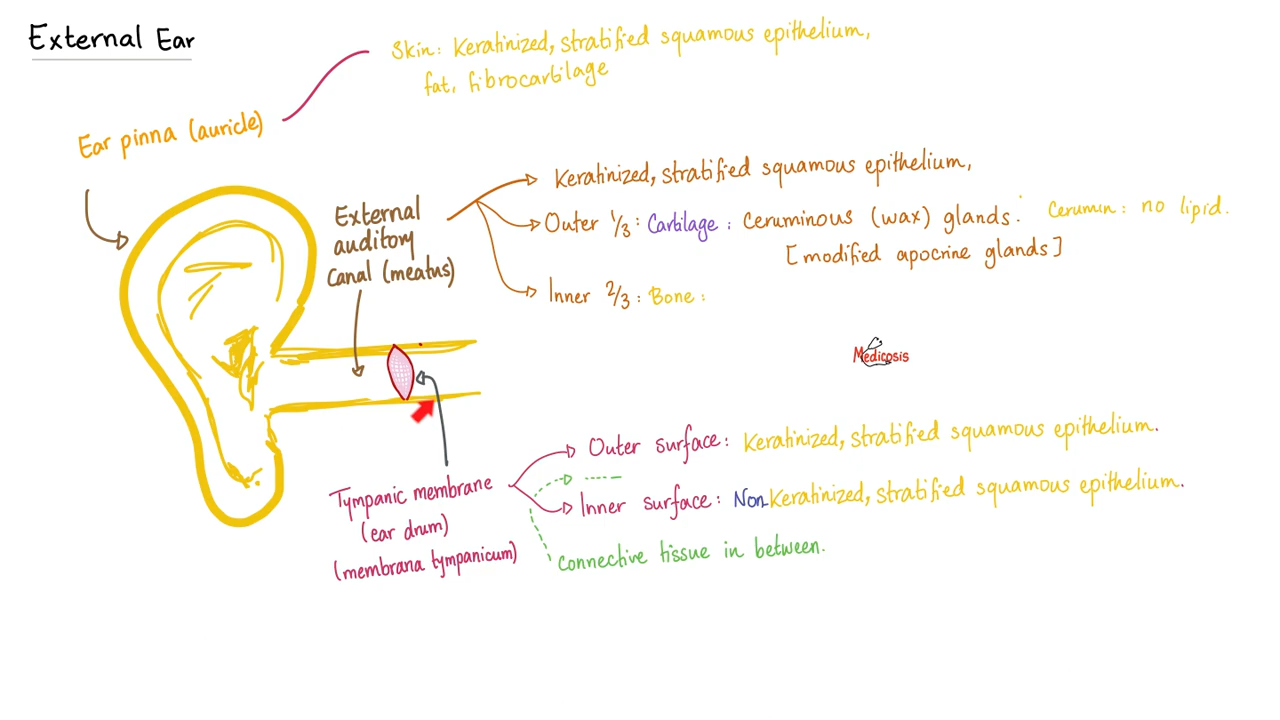 External Ear
Skin: Keratinized, stratified squamous epithelium,
fat, fibrocartilage
Ear pinna (auricle)
External
auditory
canal (meatus)
Keratinized, stratified squamous epithelium,
Outer 1/3: Cartilage: Ceruminous (wax) glands. Cerumin: no lipid.
[modified apocrine glands]
Inner 2/3: Bone:
Medicosis
Tympanic membrane
(ear drum)
(membrana tympanicum)
Outer surface: Keratinized, stratified squamous epithelium.
Inner surface: Non Keratinized, stratified squamous epithelium.
Connective tissue in between.